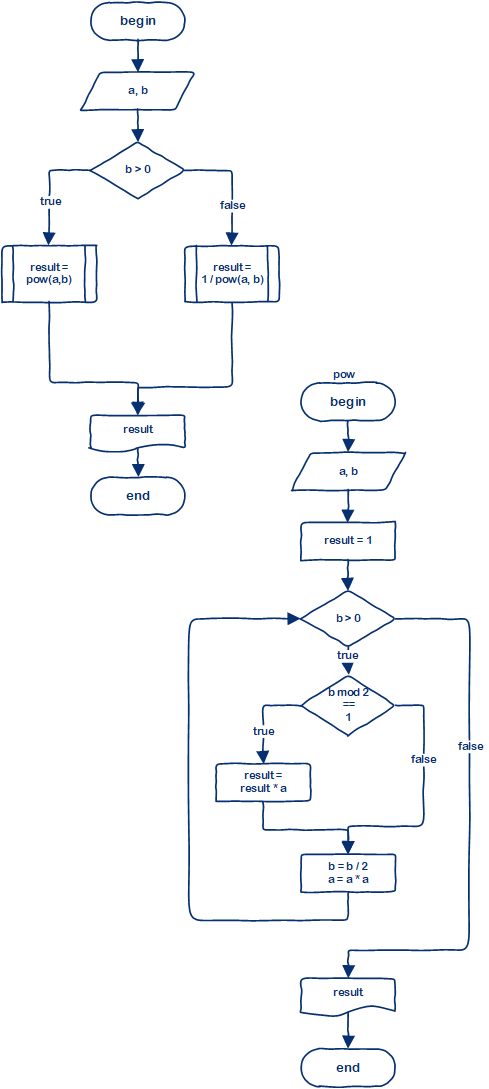 begin
a, b
b > 0
true
false
result =
pow(a,b)
result =
1 / pow(a, b)
result
end
pow
begin
a, b
result = 1
b > 0
true
b mod 2
==
1
true
false
false
result =
result * a
b = b / 2
a = a * a
result
end